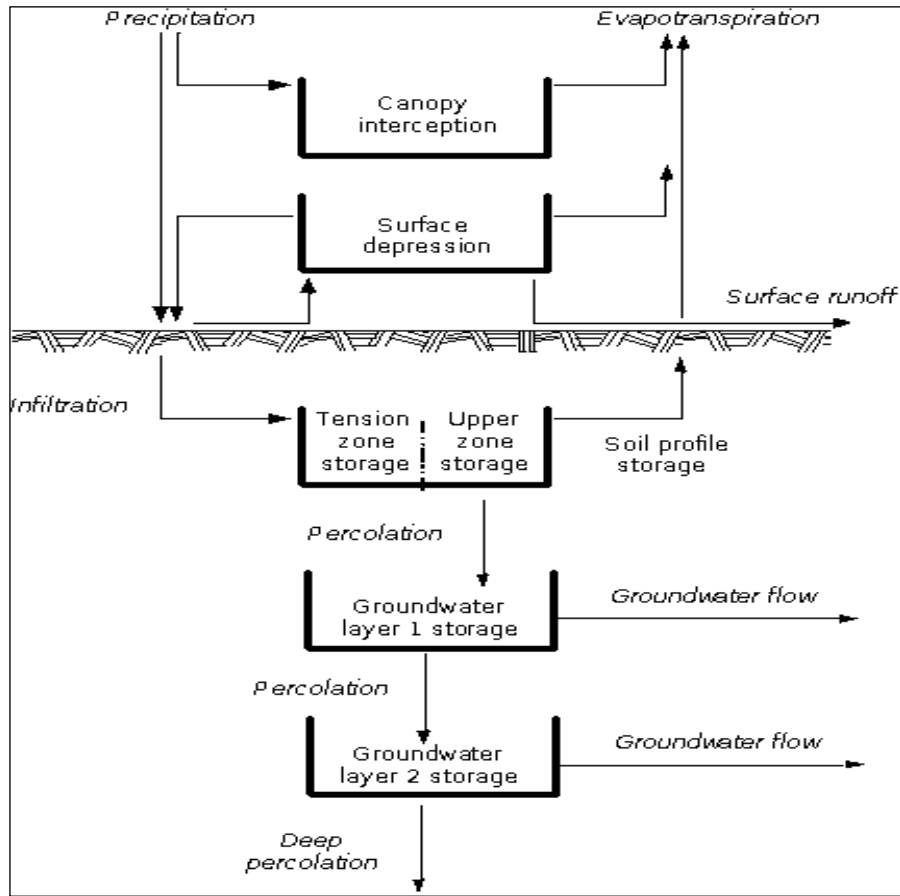 Precipitation
Evapotranspiration
Canopy
interception
Surface
depression
Surface runoff
Infiltration
Tension
zone
storage
Upper
zone
storage
Soil profile
storage
Percolation
Groundwater
layer 1 storage
Groundwater flow
Percolation
Groundwater
layer 2 storage
Groundwater flow
Deep
percolation